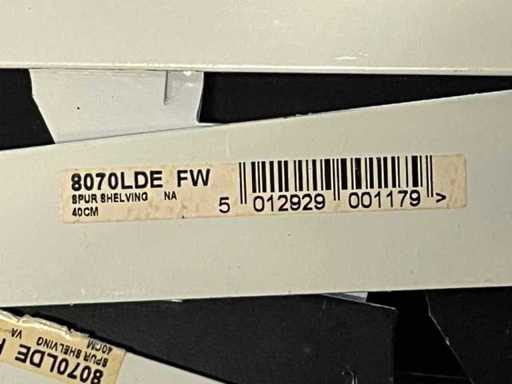 8070LDE FW
SPUR SHELVING NA
40CM
5 012929 001179 >
8070LDE
SPUR SHELVING VA
40CM